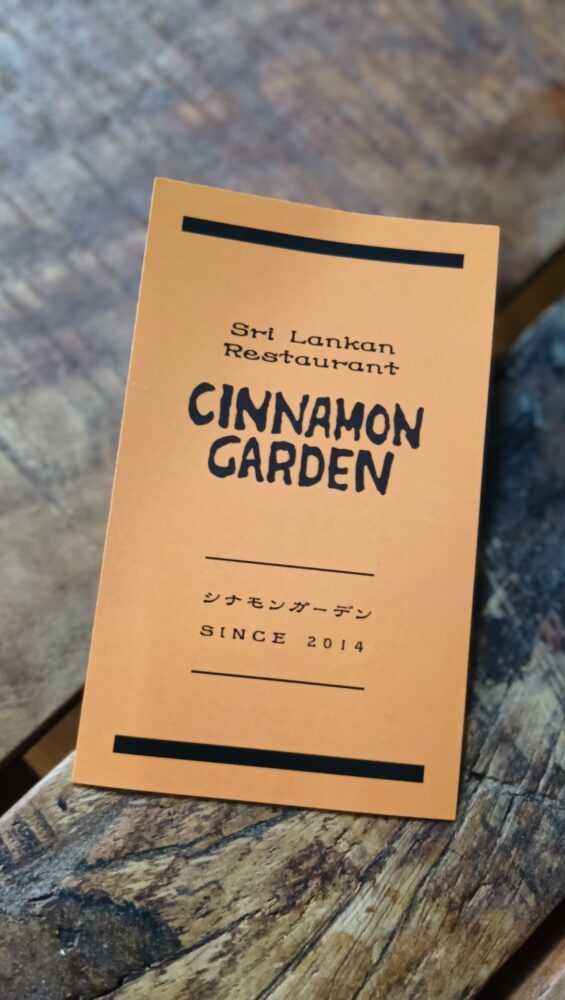 Sri Lankan
Restaurant
CINNAMON
GARDEN
シナモンガーデン
SINCE 2014